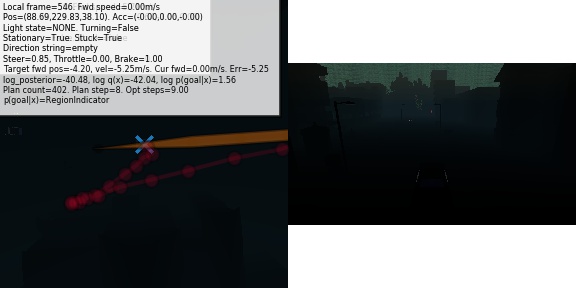 Local frame=546. Fwd speed=0.00m/s
Pos=(88.69,229.83,38.10). Acc=(-0.00,0.00,-0.00)
Light state=NONE. Turning=False
Stationary=True. Stuck=True
Direction string=empty
Steer=0.85, Throttle=0.00, Brake=1.00
Target fwd pos=-4.20, vel=-5.25m/s. Cur fwd=0.00m/s. Err=-5.25
log_posterior=-40.48, log q(x)=-42.04, log p(goal|x)=1.56
Plan count=402. Plan step=8. Opt steps=9.00
p(goal|x)=RegionIndicator